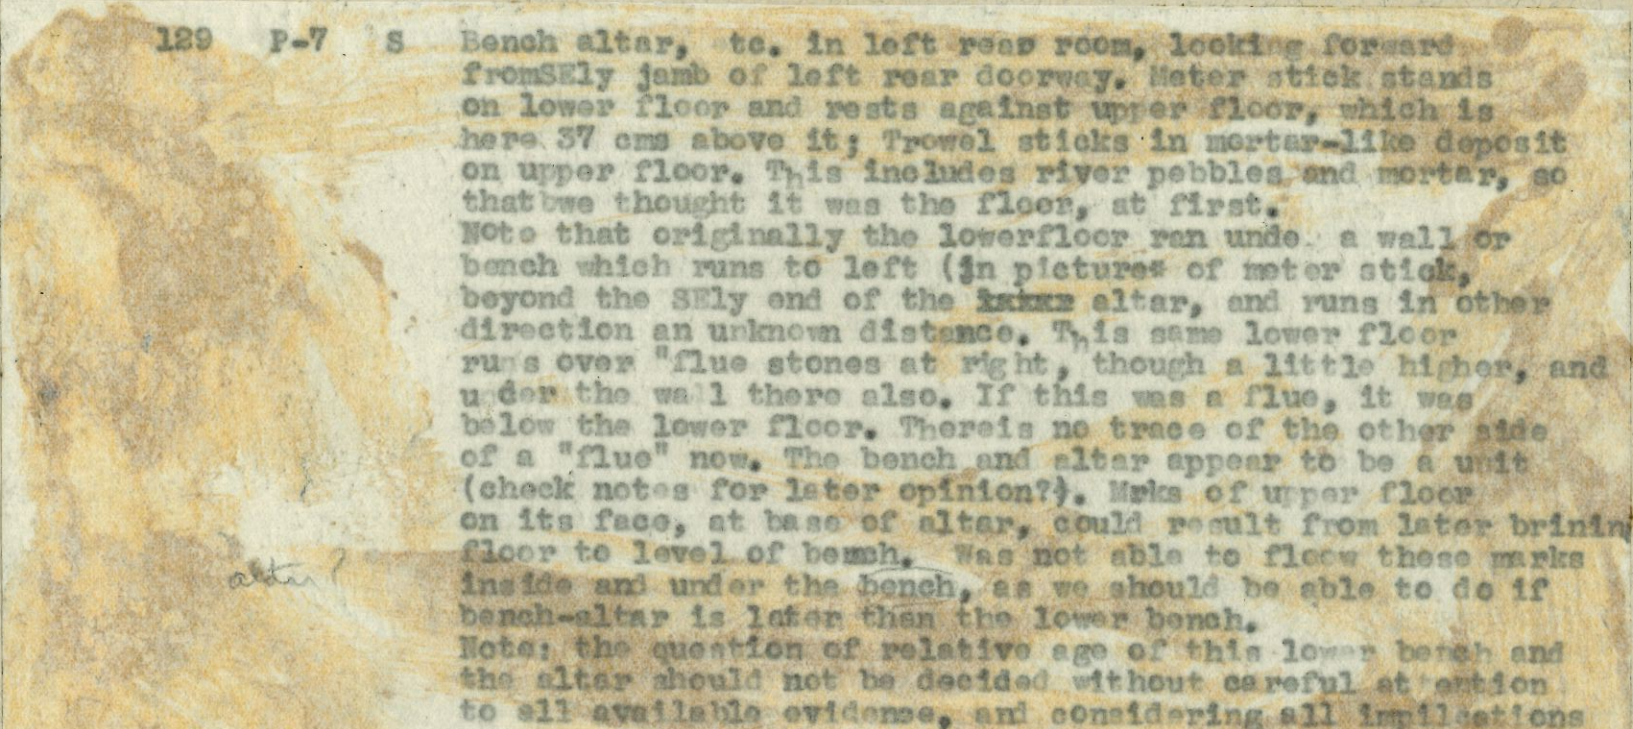 129 P-7 S Bench altar, tc. in left rear room, looking forward
fromSEly jamb of left rear doorway. Meter stick stands
on lower floor and rests against upper floor, which is
here 37 cms above it; Trowel sticks in mortar-like deposit
on upper floor. This includes river pebbles and mortar, so
that we thought it was the floor, at first.
Note that originally the lowerfloor ran unde a wall or
bench which runs to left (in picture) of meter stick,
beyond the SEly end of the altar, and runs in other
direction an unknown distance. This same lower floor
runs over "flue stones at right, though a little higher, and
under the wall there also. If this was a flue, it was
below the lower floor. Thereis no trace of the other side
of a "flue" now. The bench and altar appear to be a unit
(check notes for later opinion?). Mrks of upper floor
on its face, at base of altar, could result from later brining
floor to level of bemch. Was not able to floow these marks
altar?
inside and under the bench, as we should be able to do if
bench-altar is later than the lower bench.
Note: the question of relative age of this lower bench and
the altar should not be decided without careful attention
to all available evidense, and considering all impilcations